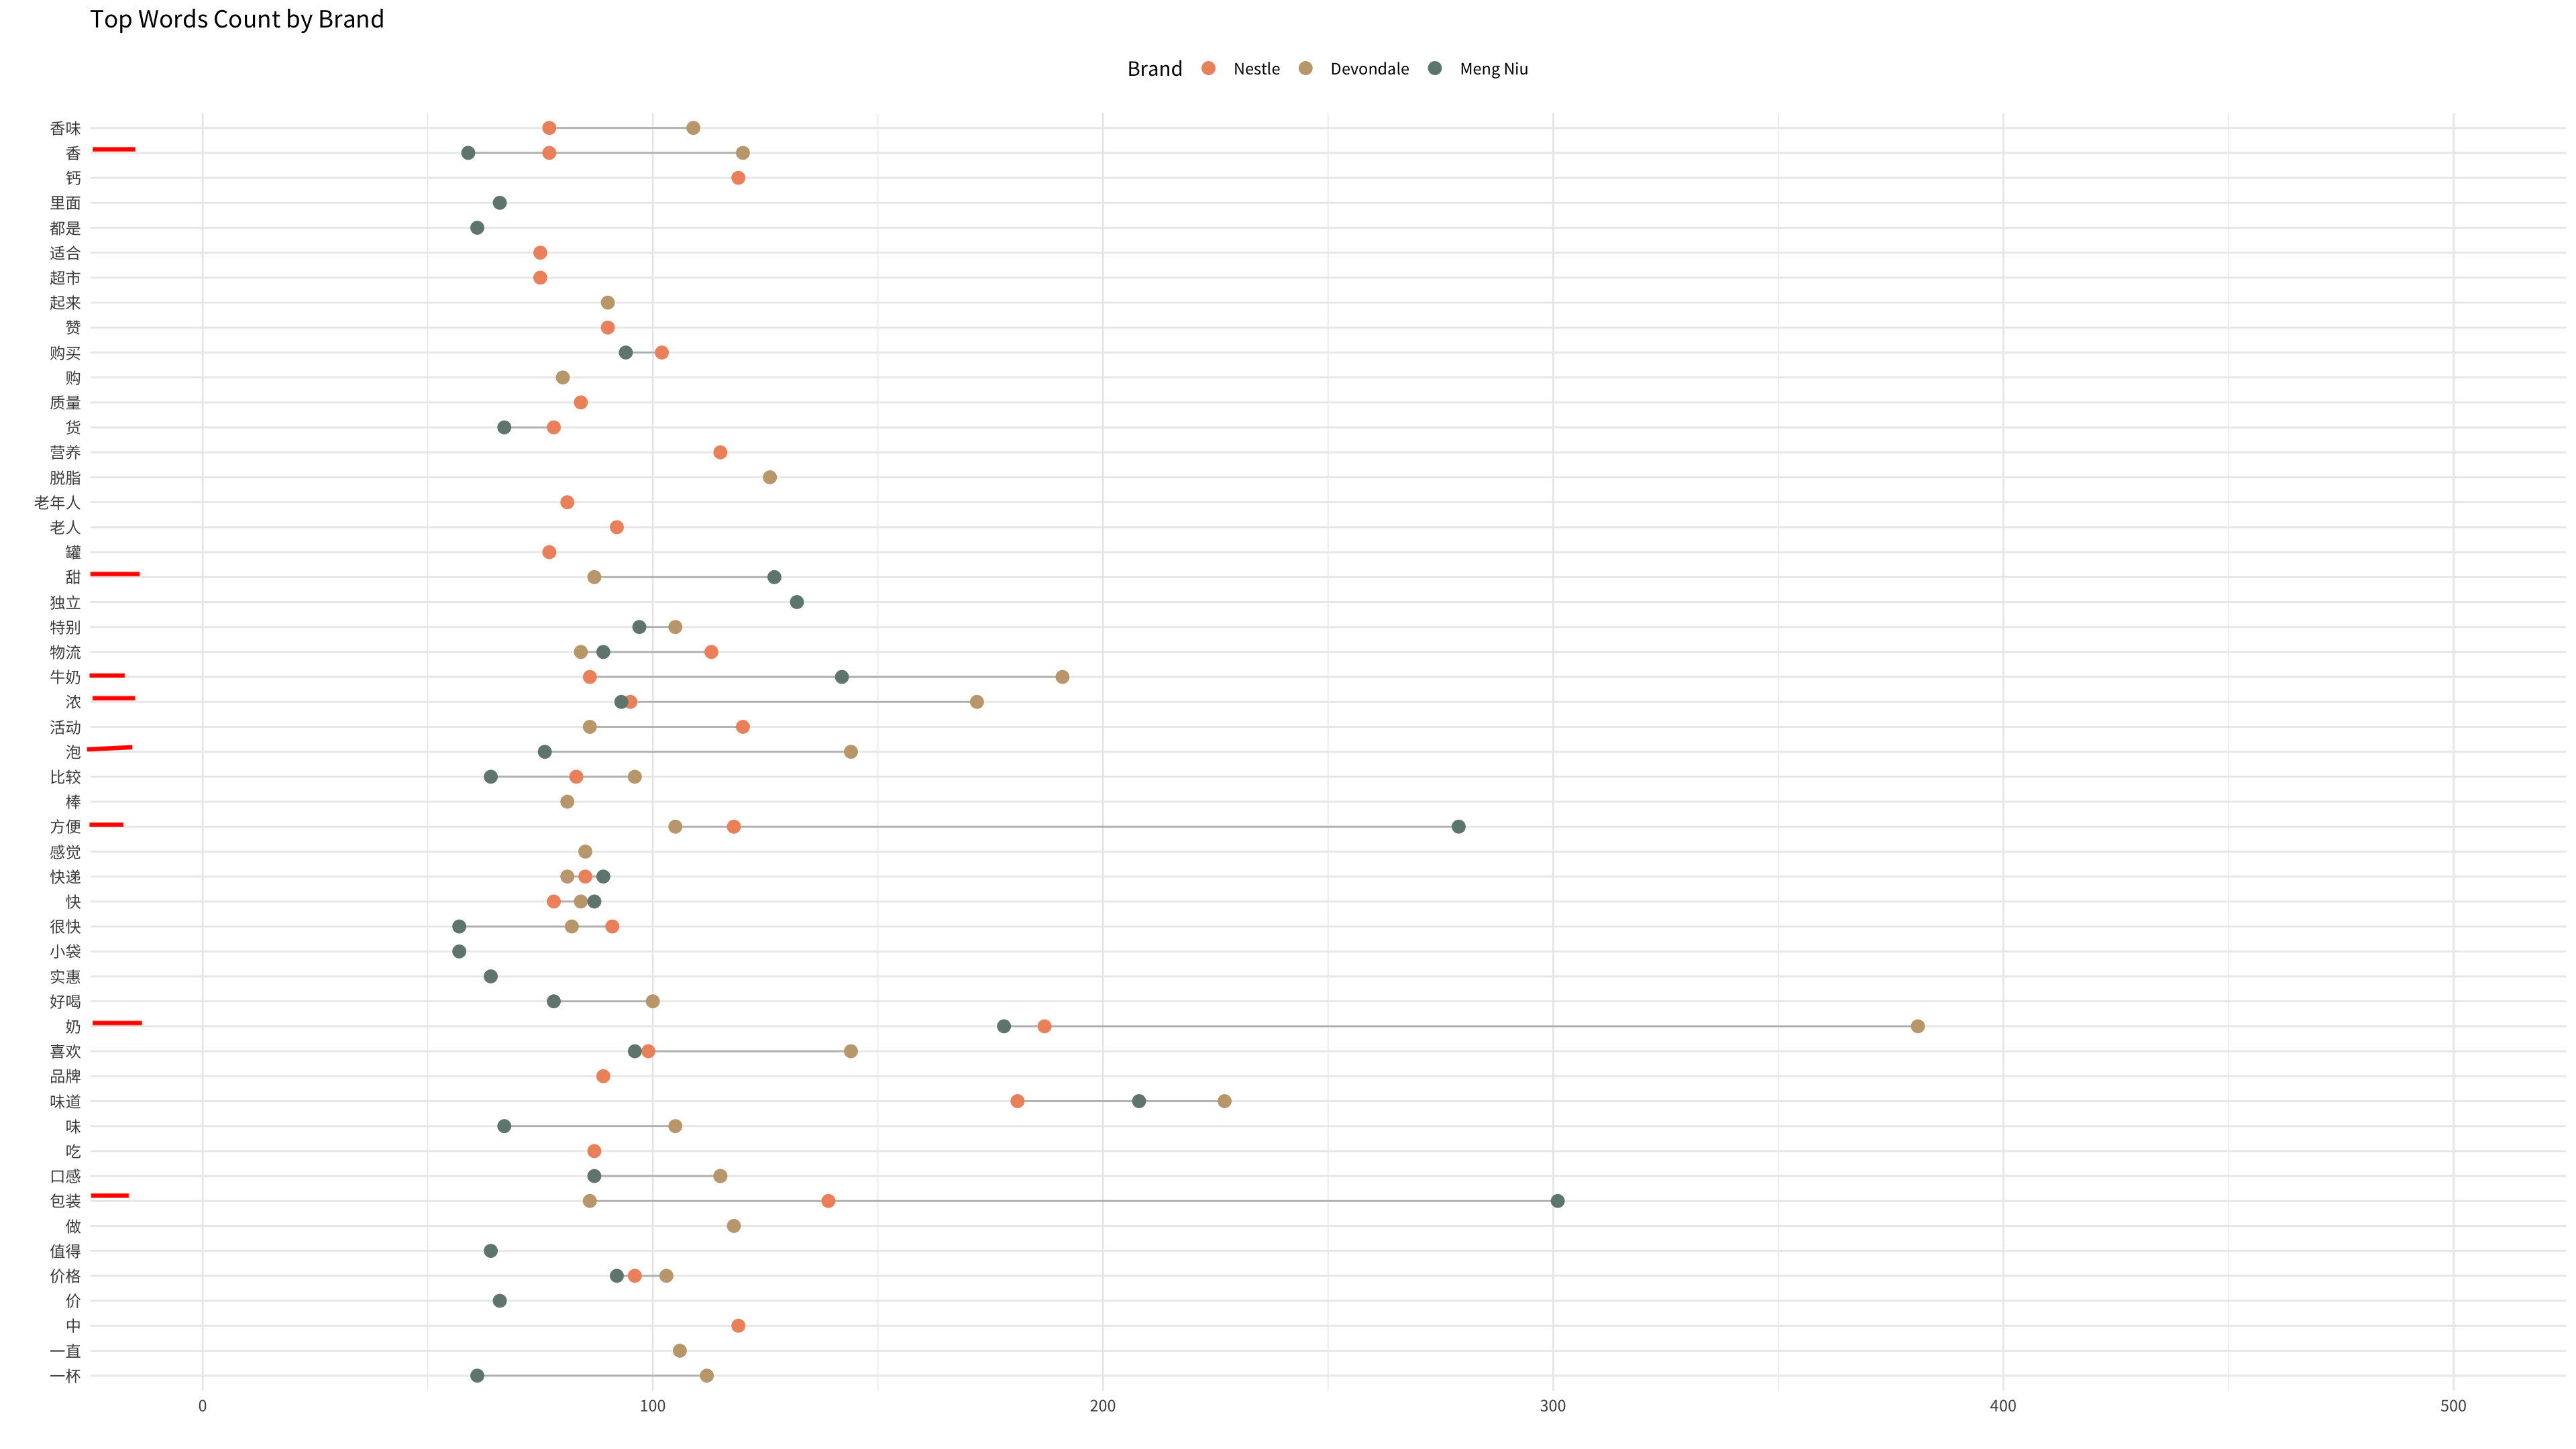 Top Words Count by Brand
Brand Nestle Devondale Meng Niu
香味
香
钙
里面
都是
适合
超市
起来
赞
购买
购
质量
货
营养
脱脂
老年人
老人
罐
甜
独立
特别
物流
牛奶
浓
活动
泡
比较
棒
方便
感觉
快递
快
很快
小袋
实惠
好喝
奶
喜欢
品牌
味道
味
吃
口感
包装
做
值得
价格
价
中
一直
一杯
0 100 200 300 400 500